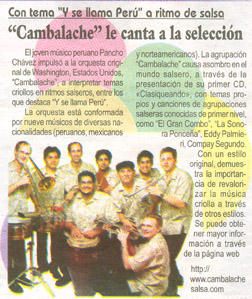 Con tema "Y se llama Perú" a ritmo de salsa
"Cambalache" le canta a la selección
El joven músico peruano Pancho
Chávez impulsó a la orquesta original
de Washington, Estados Unidos,
"Cambalache", a interpretar temas
criollos en ritmos salseros, entre los
que destaca "Y se llama Perú".
La orquesta está conformada
por nueve músicos de diversas na-
cionalidades (peruanos, mexicanos
y norteamericanos). La agrupación
"Cambalache" causa asombro en el
mundo salsero, a través de la
presentación de su primer CD,
«Clasiqueando», con temas pro-
pios y canciones de agrupaciones
salseras conocidas de primer nivel,
como "El Gran Combo", "La Sono-
ra Ponceña", Eddy Palmie-
ri, Compay Segundo.
Con un estilo
original, demues-
tra la importan-
cia de revalori-
zar la música
criolla a través
de otros estilos.
Se puede obte-
ner mayor infor-
mación a través
de la página web
http://
www.cambalache
salsa.com